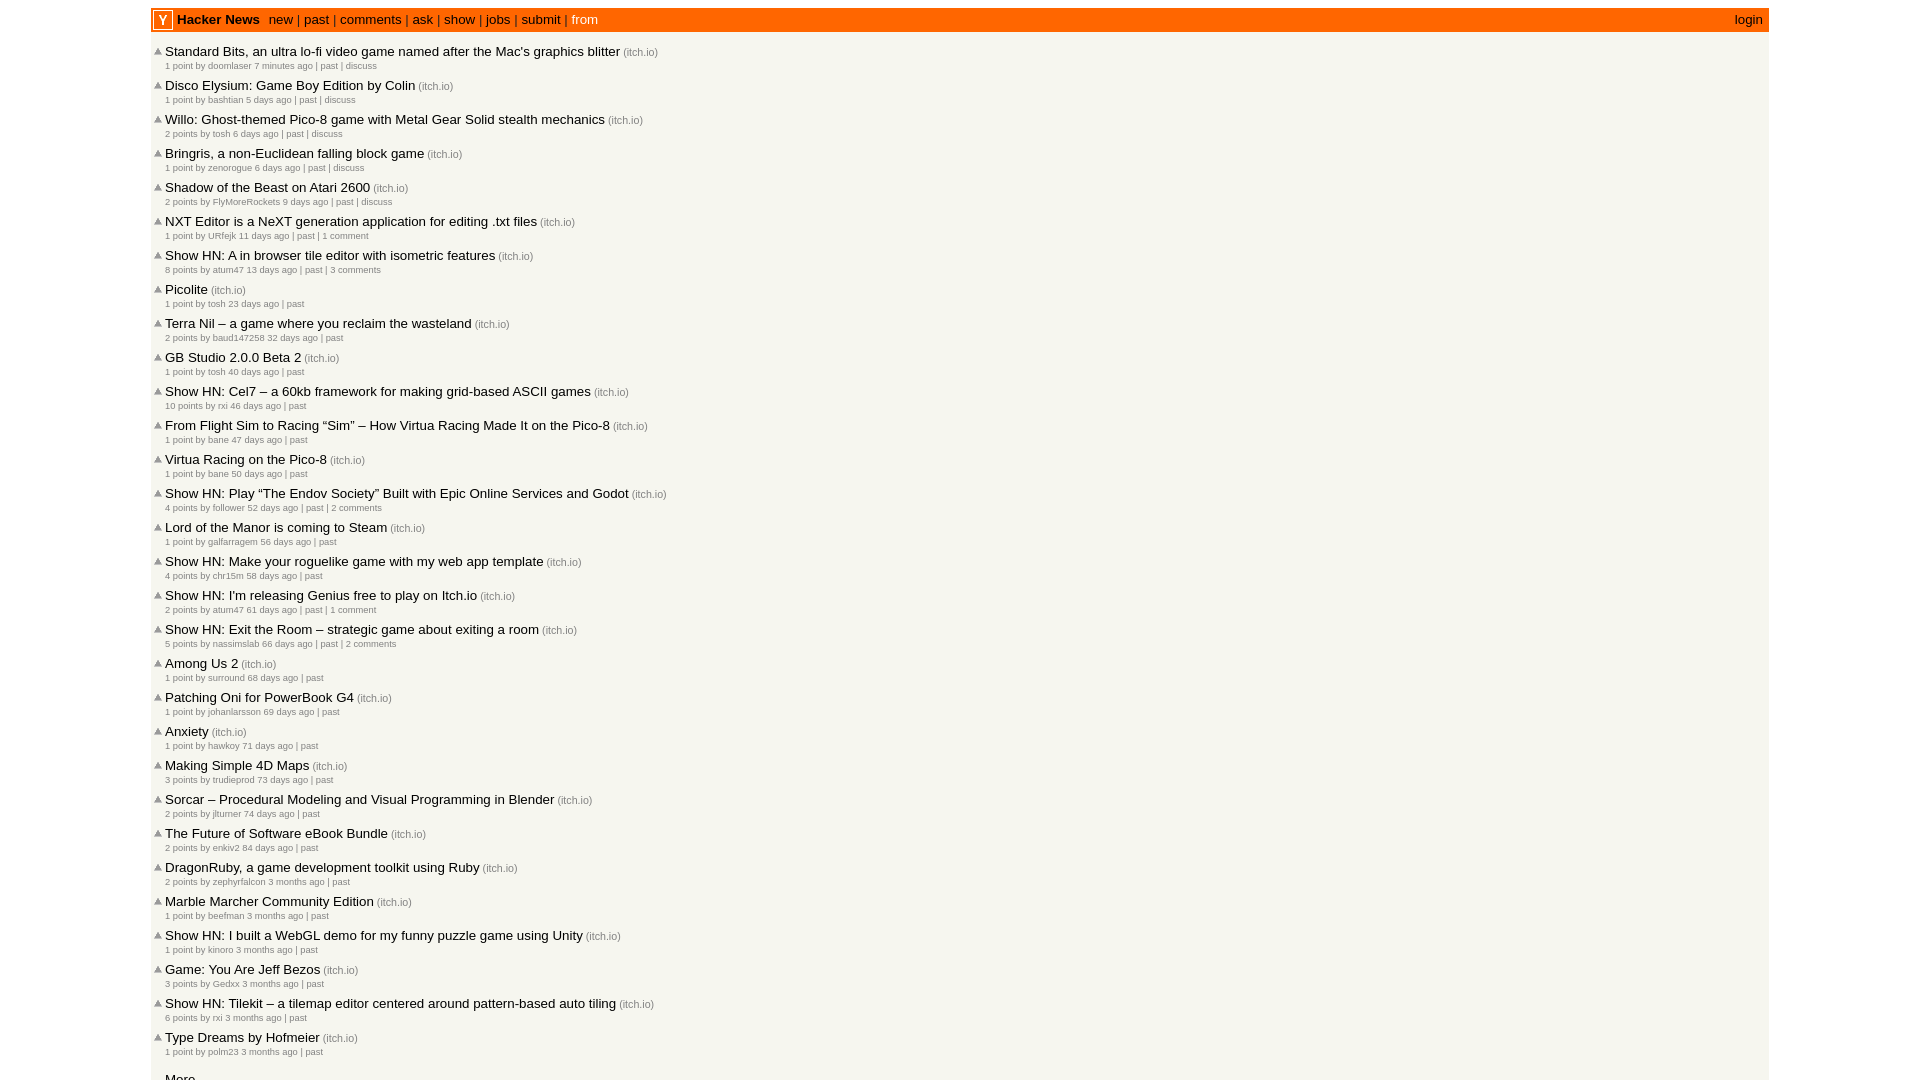 Y Hacker News new | past | comments | ask | show | jobs | submit | from login
Standard Bits, an ultra lo-fi video game named after the Mac's graphics blitter (itch.io)
1 point by doomlaser 7 minutes ago | past | discuss
Disco Elysium: Game Boy Edition by Colin (itch.io)
1 point by bashtian 5 days ago | past | discuss
Willo: Ghost-themed Pico-8 game with Metal Gear Solid stealth mechanics (itch.io)
2 points by tosh 6 days ago | past | discuss
Bringris, a non-Euclidean falling block game (itch.io)
1 point by zenorogue 6 days ago | past | discuss
Shadow of the Beast on Atari 2600 (itch.io)
2 points by FlyMoreRockets 9 days ago | past | discuss
NXT Editor is a NeXT generation application for editing .txt files (itch.io)
1 point by URfejk 11 days ago | past | 1 comment
Show HN: A in browser tile editor with isometric features (itch.io)
8 points by atum47 13 days ago | past | 3 comments
Picolite (itch.io)
1 point by tosh 23 days ago | past
Terra Nil – a game where you reclaim the wasteland (itch.io)
2 points by baud147258 32 days ago | past
GB Studio 2.0.0 Beta 2 (itch.io)
1 point by tosh 40 days ago | past
Show HN: Cel7 – a 60kb framework for making grid-based ASCII games (itch.io)
10 points by rxi 46 days ago | past
From Flight Sim to Racing “Sim” – How Virtua Racing Made It on the Pico-8 (itch.io)
1 point by bane 47 days ago | past
Virtua Racing on the Pico-8 (itch.io)
1 point by bane 50 days ago | past
Show HN: Play “The Endov Society” Built with Epic Online Services and Godot (itch.io)
4 points by follower 52 days ago | past | 2 comments
Lord of the Manor is coming to Steam (itch.io)
1 point by galfarragem 56 days ago | past
Show HN: Make your roguelike game with my web app template (itch.io)
4 points by chr15m 58 days ago | past
Show HN: I'm releasing Genius free to play on Itch.io (itch.io)
2 points by atum47 61 days ago | past | 1 comment
Show HN: Exit the Room – strategic game about exiting a room (itch.io)
5 points by nassimslab 66 days ago | past | 2 comments
Among Us 2 (itch.io)
1 point by surround 68 days ago | past
Patching Oni for PowerBook G4 (itch.io)
1 point by johanlarsson 69 days ago | past
Anxiety (itch.io)
1 point by hawkoy 71 days ago | past
Making Simple 4D Maps (itch.io)
3 points by trudieprod 73 days ago | past
Sorcar – Procedural Modeling and Visual Programming in Blender (itch.io)
2 points by jlturner 74 days ago | past
The Future of Software eBook Bundle (itch.io)
2 points by enkiv2 84 days ago | past
DragonRuby, a game development toolkit using Ruby (itch.io)
2 points by zephyrfalcon 3 months ago | past
Marble Marcher Community Edition (itch.io)
1 point by beefman 3 months ago | past
Show HN: I built a WebGL demo for my funny puzzle game using Unity (itch.io)
1 point by kinoro 3 months ago | past
Game: You Are Jeff Bezos (itch.io)
3 points by Gedxx 3 months ago | past
Show HN: Tilekit – a tilemap editor centered around pattern-based auto tiling (itch.io)
6 points by rxi 3 months ago | past
Type Dreams by Hofmeier (itch.io)
1 point by polm23 3 months ago | past
More